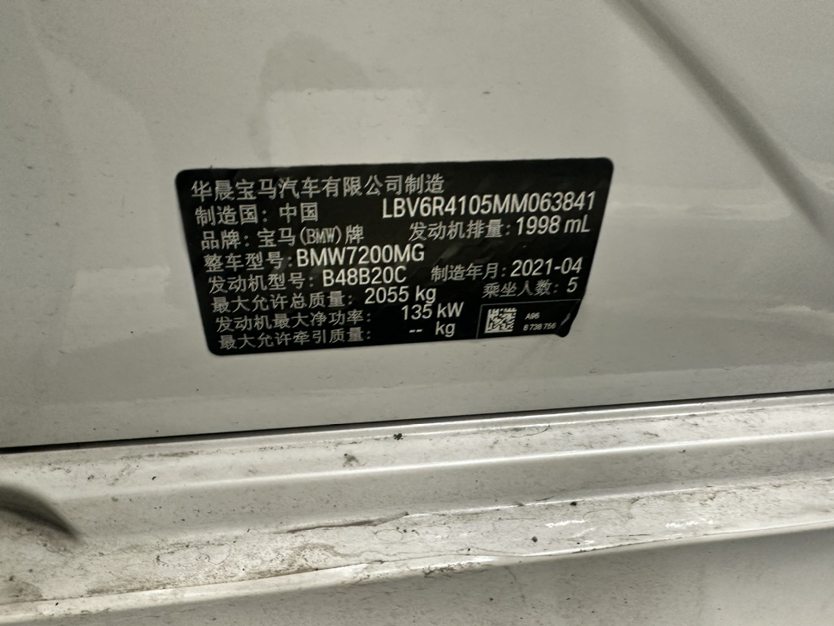 华晨宝马汽车有限公司制造
制造国：中国 LBV6R4105MM063841
品牌：宝马(BMW)牌 发动机排量：1998 mL
整车型号：BMW7200MG
发动机型号：B48B20C 制造年月：2021-04
最大允许总质量：2055 kg 乘坐人数：5
发动机最大净功率：135 kW
最大允许牵引质量：-- kg
A96
8 736 756